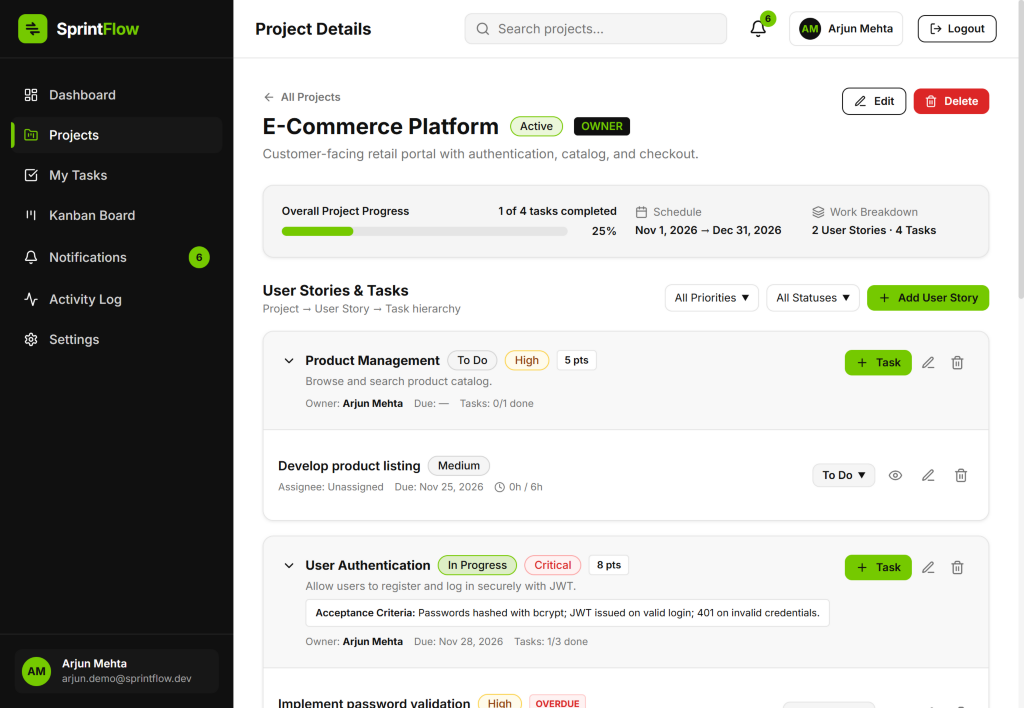 SprintFlow
Project Details
Search projects...
6
AM
Arjun Mehta
Logout
Dashboard
Projects
My Tasks
Kanban Board
Notifications
6
Activity Log
Settings
AM
Arjun Mehta
arjun.demo@sprintflow.dev
← All Projects
Edit
Delete
E-Commerce Platform Active OWNER
Customer-facing retail portal with authentication, catalog, and checkout.
Overall Project Progress 1 of 4 tasks completed
25%
Schedule
Nov 1, 2026 → Dec 31, 2026
Work Breakdown
2 User Stories · 4 Tasks
User Stories & Tasks
Project → User Story → Task hierarchy
All Priorities ▼
All Statuses ▼
+ Add User Story
Product Management To Do High 5 pts
+ Task
Browse and search product catalog.
Owner: Arjun Mehta Due: — Tasks: 0/1 done
Develop product listing Medium
To Do ▼
Assignee: Unassigned Due: Nov 25, 2026 0h / 6h
User Authentication In Progress Critical 8 pts
+ Task
Allow users to register and log in securely with JWT.
Acceptance Criteria: Passwords hashed with bcrypt; JWT issued on valid login; 401 on invalid credentials.
Owner: Arjun Mehta Due: Nov 28, 2026 Tasks: 1/3 done
Implement password validation High OVERDUE